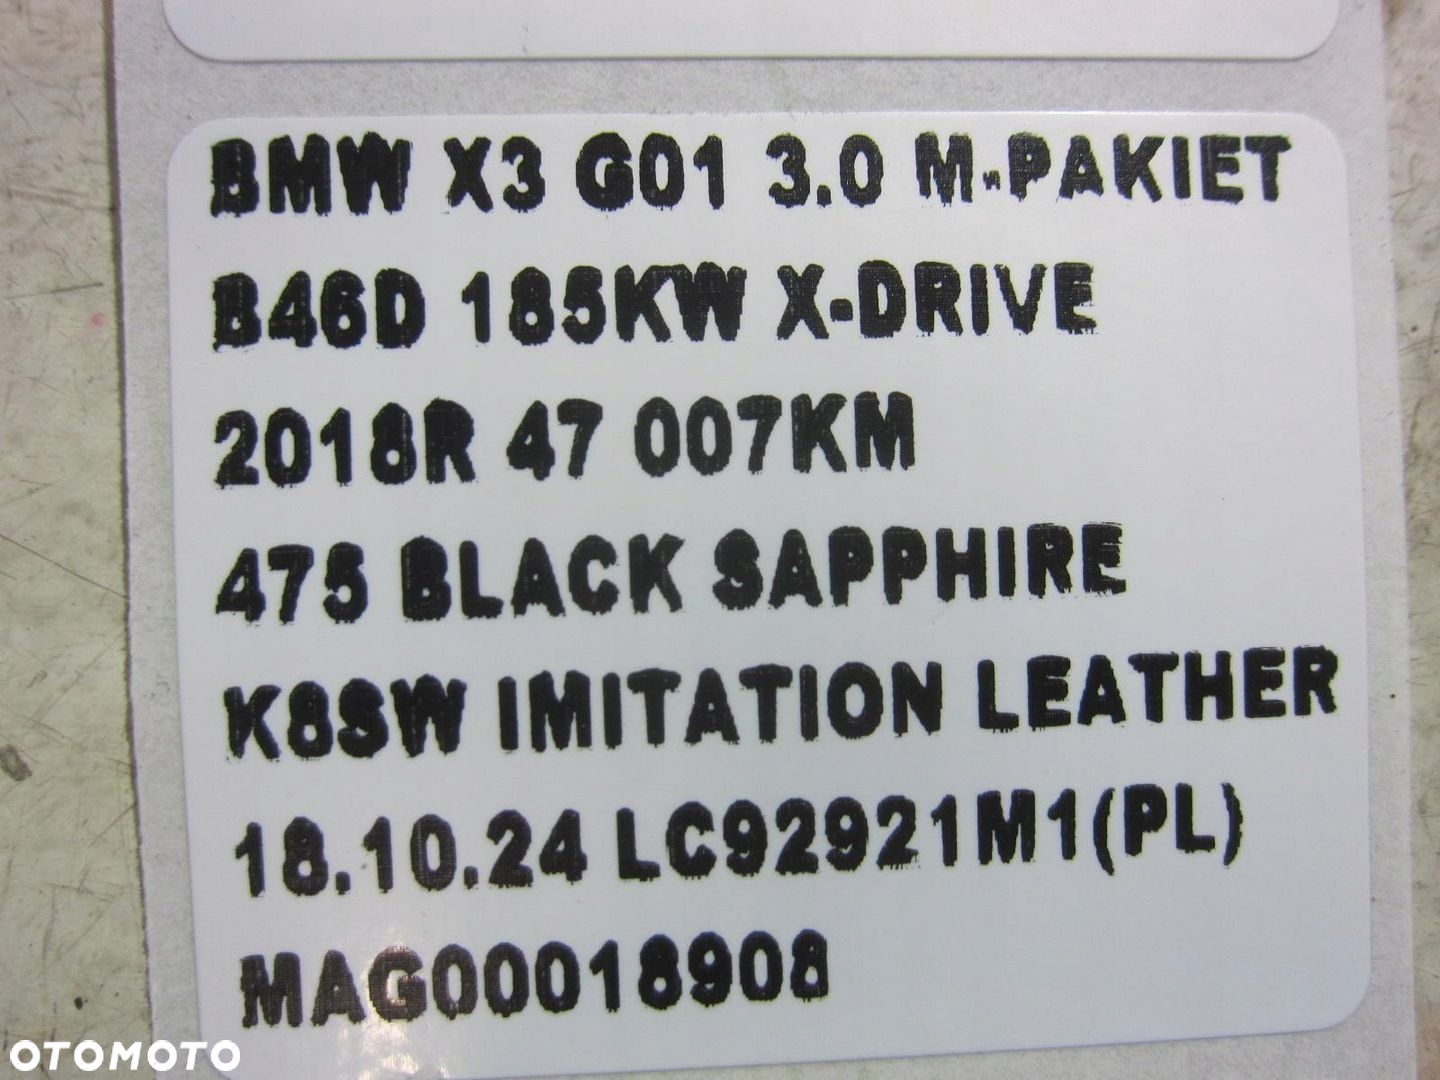 BMW X3 G01 3.0 M-PAKIET
B46D 185KW X-DRIVE
2018R 47 007KM
475 BLACK SAPPHIRE
K8SW IMITATION LEATHER
18.10.24 LC92921M1(PL)
MAG00018908
OTOMOTO